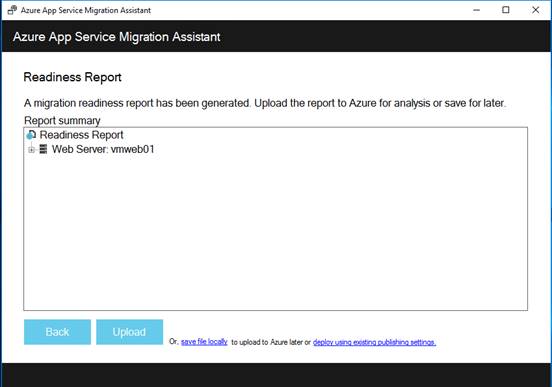 Azure App Service Migration Assistant
Azure App Service Migration Assistant
Readiness Report
A migration readiness report has been generated. Upload the report to Azure for analysis or save for later.
Report summary
Readiness Report
Web Server: vmweb01
Back Upload Or, save file locally to upload to Azure later or deploy using existing publishing settings.